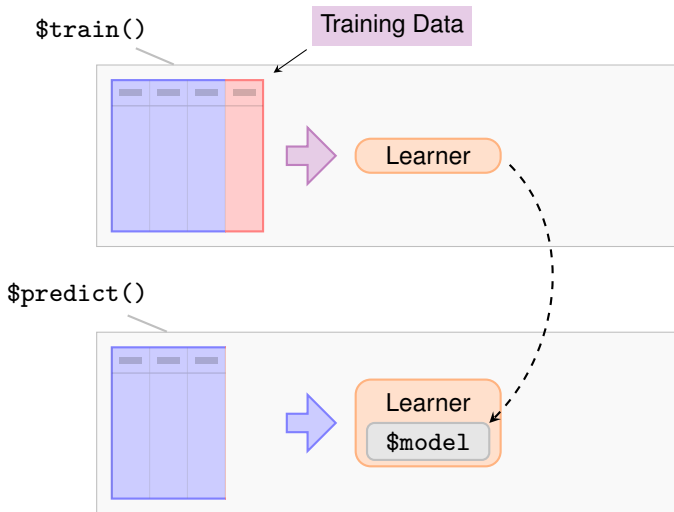 $train()
Training Data
Learner
$predict()
Learner
$model